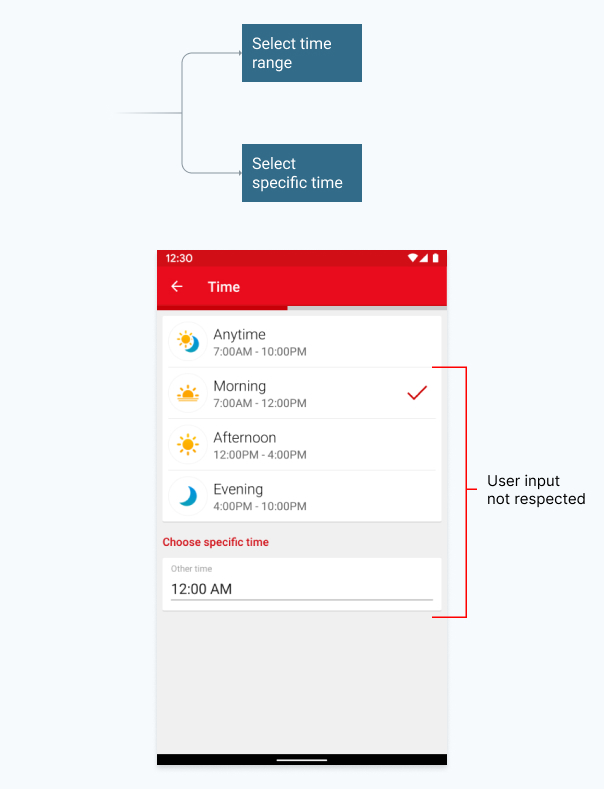 Select time
range
Select
specific time
12:30
Time
Anytime
7:00AM - 10:00PM
Morning
7:00AM - 12:00PM
Afternoon
12:00PM - 4:00PM
Evening
4:00PM - 10:00PM
User input
not respected
Choose specific time
Other time
12:00 AM